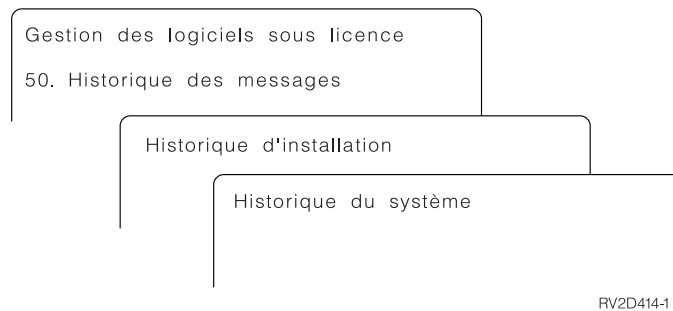 Gestion des logiciels sous licence
50. Historique des messages
Historique d'installation
Historique du système
RV2D414-1